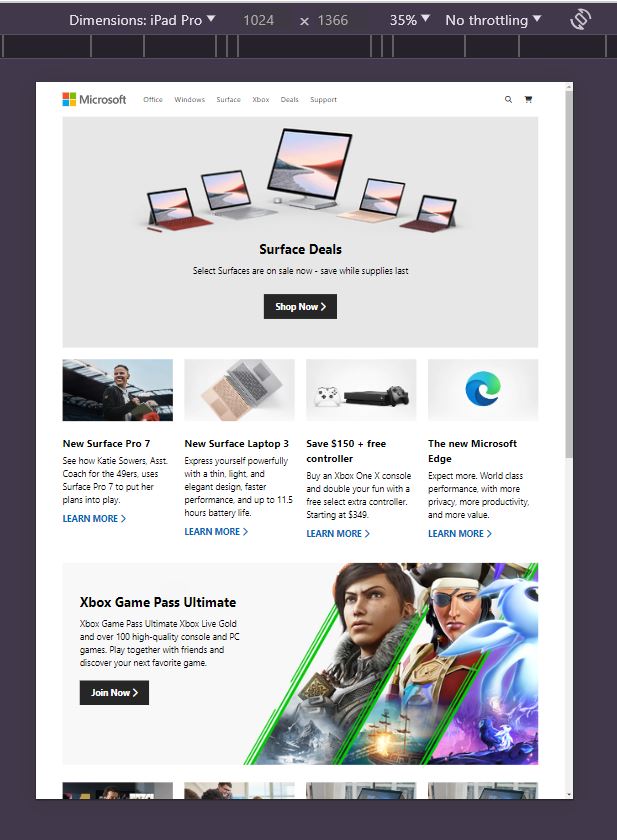 Dimensions: iPad Pro 1024 × 1366 35% No throttling
Microsoft Office Windows Surface Xbox Deals Support
Surface Deals
Select Surfaces are on sale now - save while supplies last
Shop Now
New Surface Pro 7
See how Katie Sowers, Asst.
Coach for the 49ers, uses
Surface Pro 7 to put her
plans into play.
LEARN MORE
New Surface Laptop 3
Express yourself powerfully
with a thin, light, and
elegant design, faster
performance, and up to 11.5
hours battery life.
LEARN MORE
Save $150 + free
controller
Buy an Xbox One X console
and double your fun with a
free select extra controller.
Starting at $349.
LEARN MORE
The new Microsoft
Edge
Expect more. World class
performance, with more
privacy, more productivity,
and more value.
LEARN MORE
Xbox Game Pass Ultimate
Xbox Game Pass Ultimate Xbox Live Gold
and over 100 high-quality console and PC
games. Play together with friends and
discover your next favorite game.
Join Now